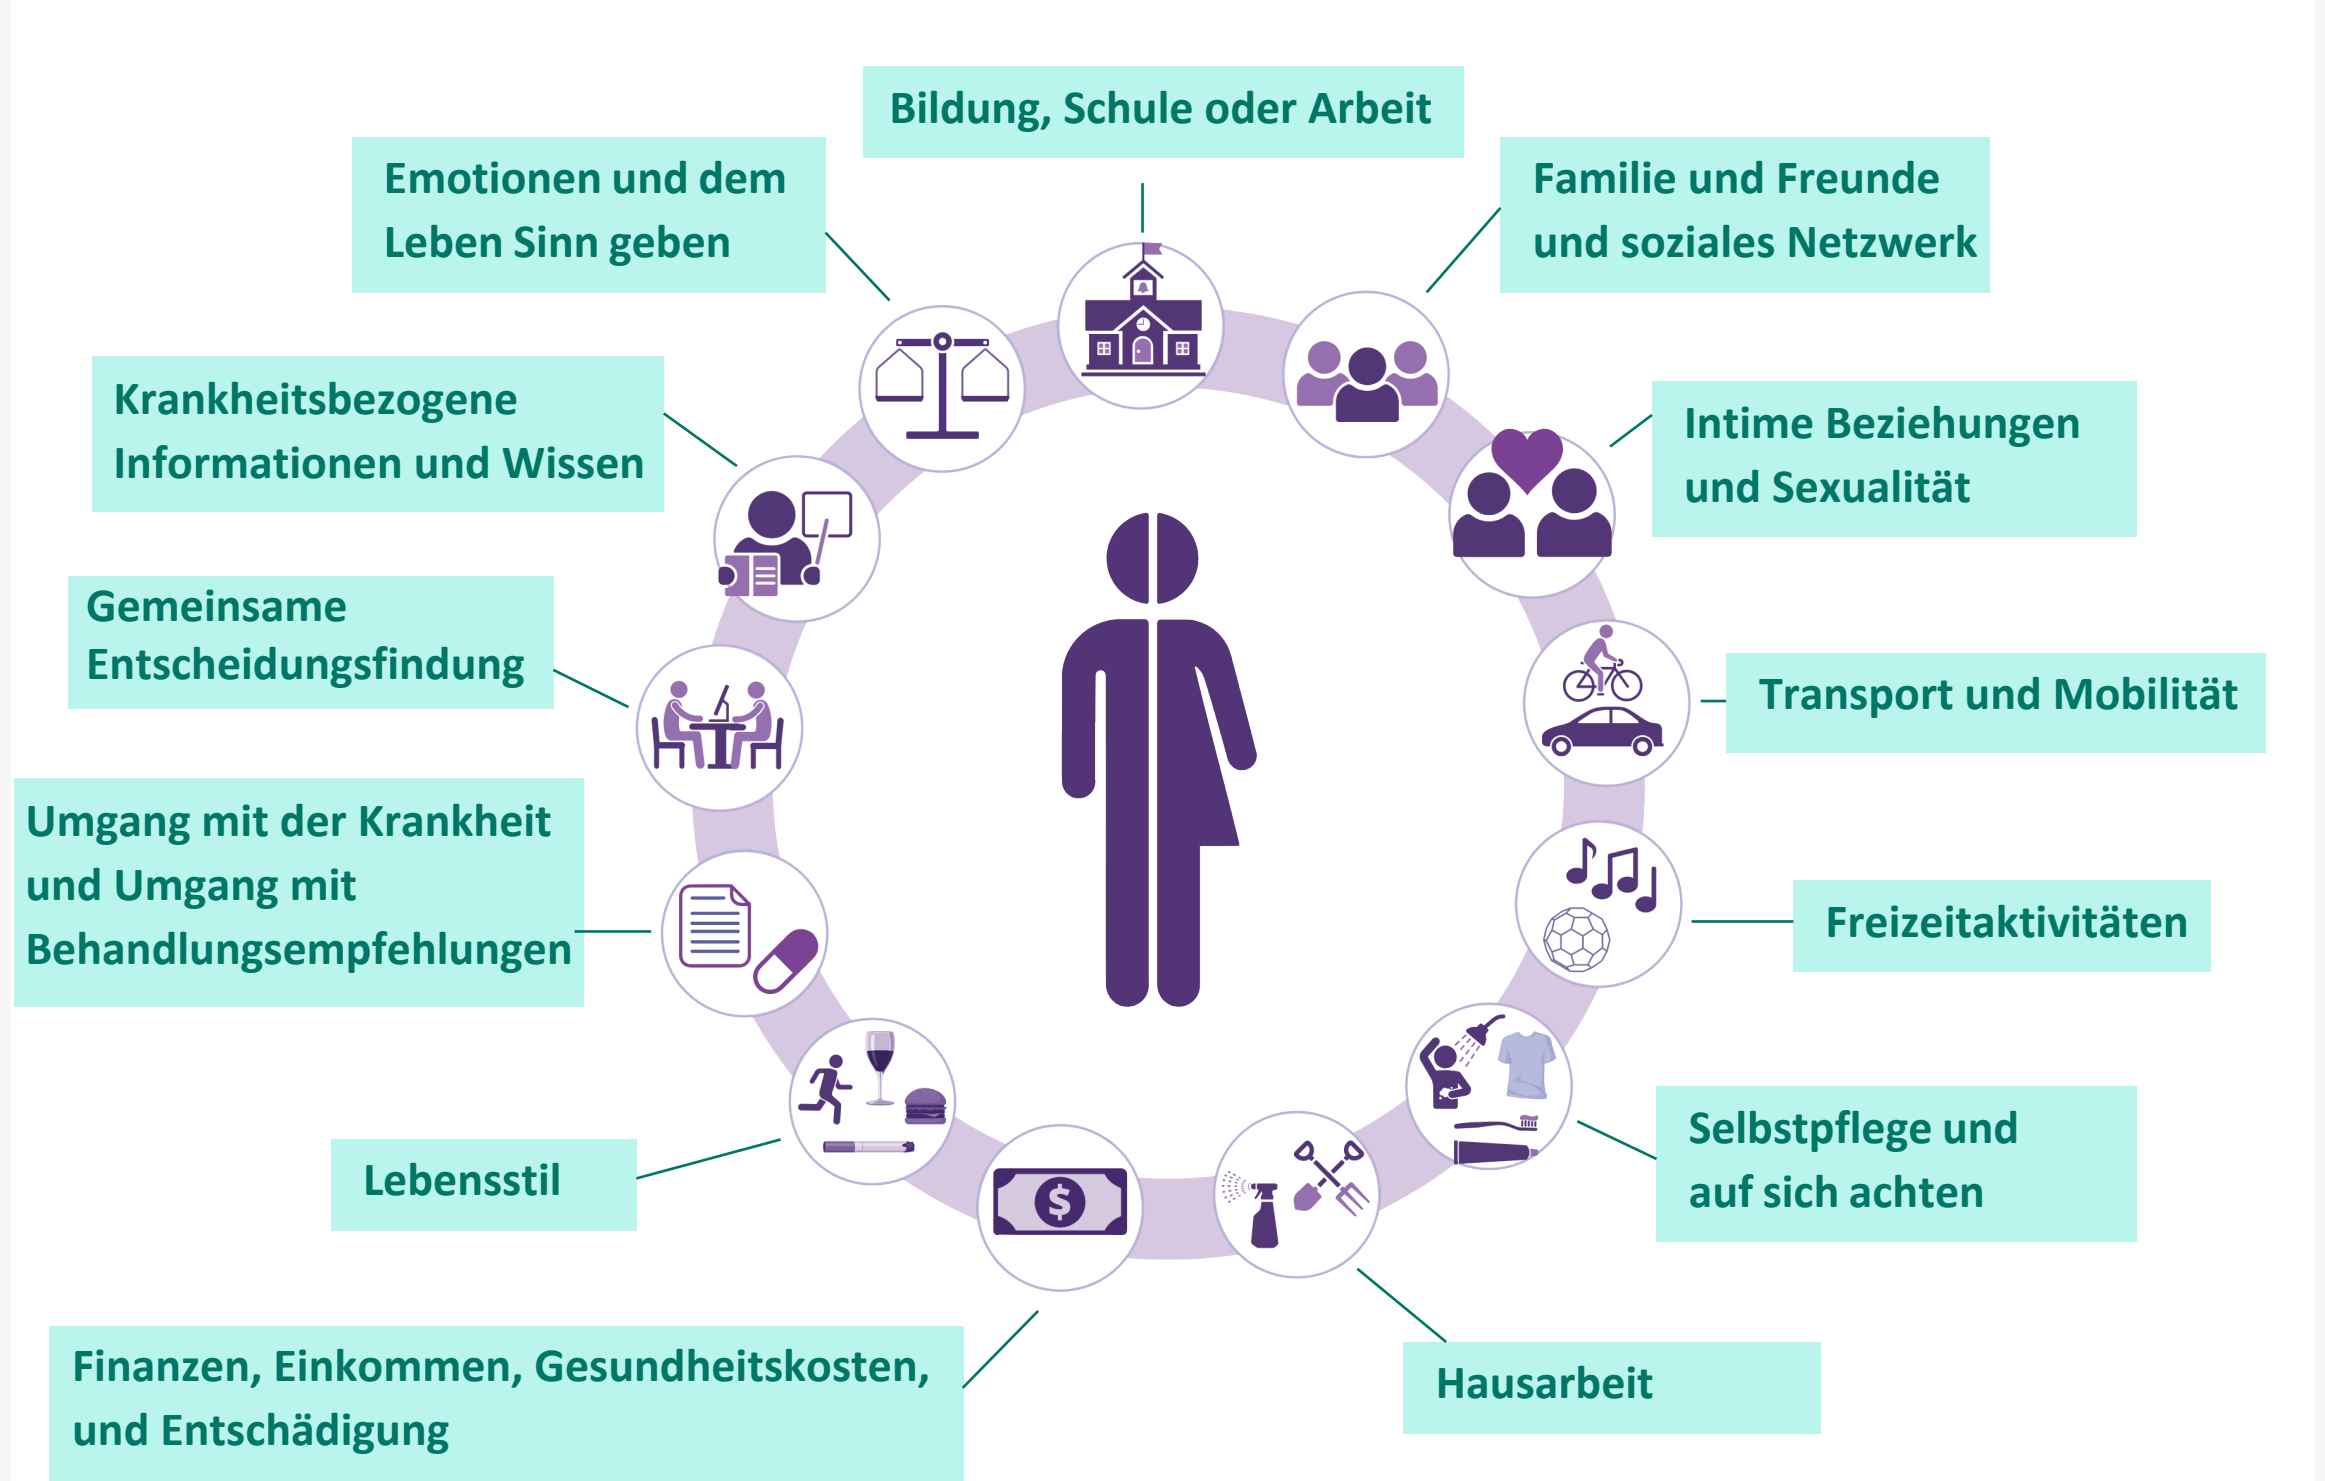 Bildung, Schule oder Arbeit
Familie und Freunde
und soziales Netzwerk
Intime Beziehungen
und Sexualität
Transport und Mobilität
Freizeitaktivitäten
Selbstpflege und
auf sich achten
Hausarbeit
Finanzen, Einkommen, Gesundheitskosten,
und Entschädigung
$
Lebensstil
Umgang mit der Krankheit
und Umgang mit
Behandlungsempfehlungen
Gemeinsame
Entscheidungsfindung
Krankheitsbezogene
Informationen und Wissen
Emotionen und dem
Leben Sinn geben